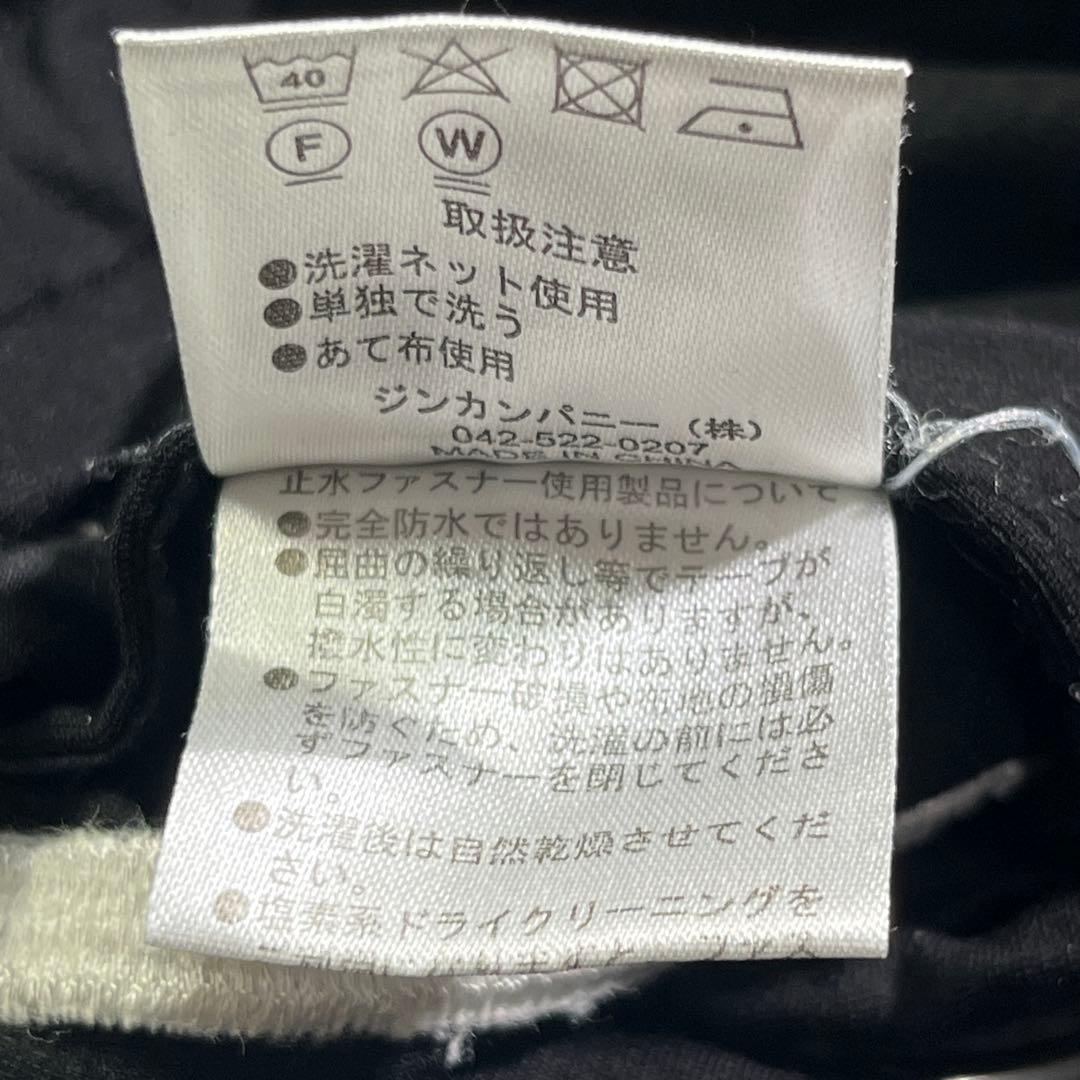 40
F W
取扱注意
●洗濯ネット使用
●単独で洗う
●あて布使用
ジンカンパニー(株)
042-522-0207
MADE IN CHINA
止水ファスナー使用製品について
●完全防水ではありません。
●屈曲の繰り返し等でテープが
白濁する場合がありますが、
撥水性に変わりはありません。
●ファスナー破損や布地の損傷
を防ぐため、洗濯の前には必
ずファスナーを閉じてくださ
い。
●洗濯後は自然乾燥させてくだ
さい。
●塩素系ドライクリーニングを